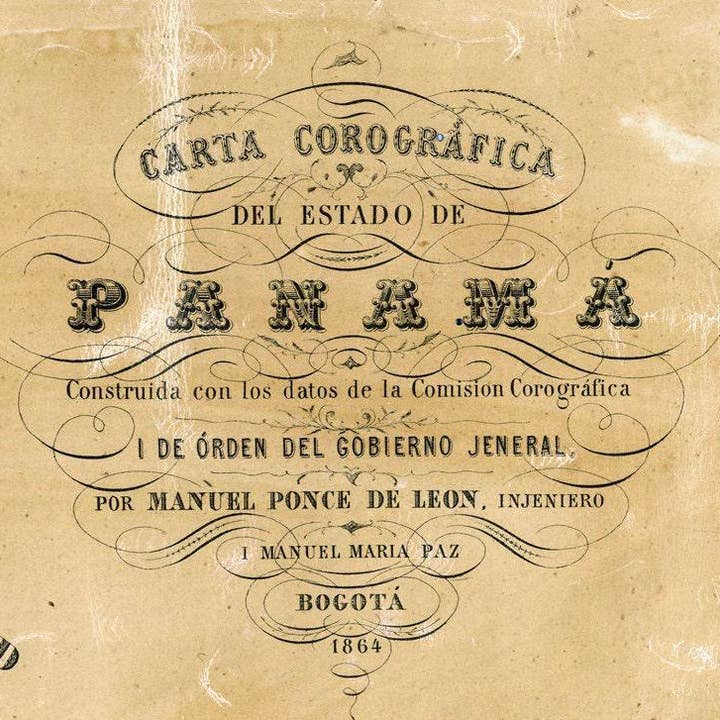 CARTA COROGRÁFICA
DEL ESTADO DE
PANAMÁ
Construida con los datos de la Comision Corográfica
I DE ÓRDEN DEL GOBIERNO JENERAL,
POR MANUEL PONCE DE LEON, INJENIERO
I MANUEL MARIA PAZ
BOGOTÁ
1864